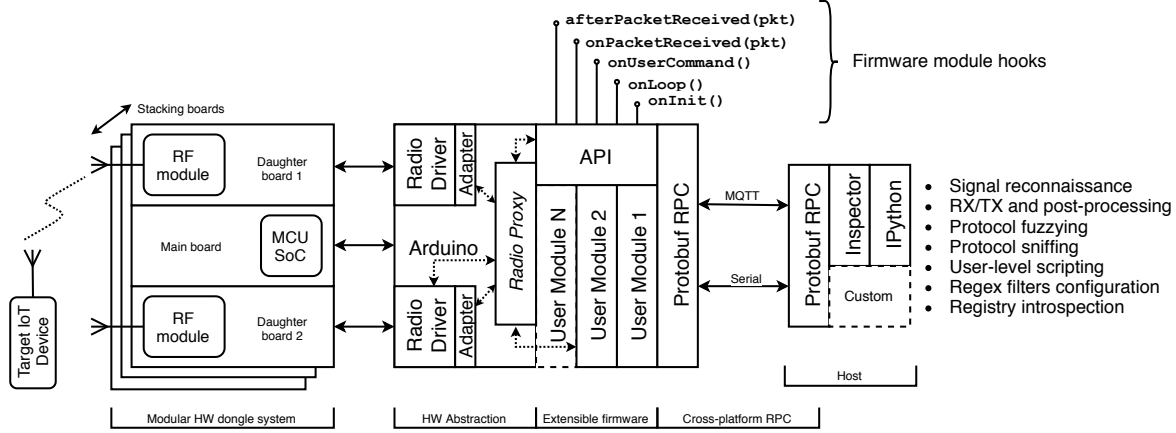 afterPacketReceived(pkt)
onPacketReceived(pkt)
onUserCommand()
onLoop()
onInit()
Firmware module hooks
Stacking boards
RF
module
Daughter
board 1
Main board
MCU
SoC
RF
module
Daughter
board 2
Target IoT
Device
Radio
Driver
Adapter
Arduino
Radio
Driver
Adapter
Radio Proxy
API
User Module N
User Module 2
User Module 1
Protobuf RPC
MQTT
Serial
Protobuf RPC
Inspector
IPython
Custom
• Signal reconnaissance
• RX/TX and post-processing
• Protocol fuzzying
• Protocol sniffing
• User-level scripting
• Regex filters configuration
• Registry introspection
Host
Modular HW dongle system
HW Abstraction
Extensible firmware
Cross-platform RPC